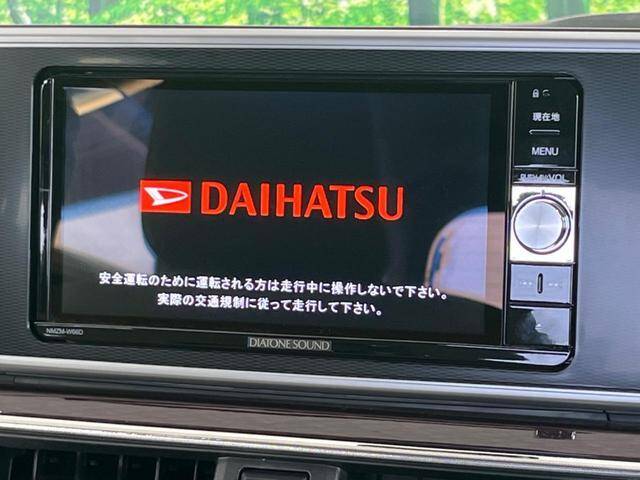 現在地
MENU
VOL
DAIHATSU
安全運転のために運転される方は走行中に操作しないで下さい。
実際の交通規制に従って走行して下さい。
NMZM-W66D
DIATONE SOUND